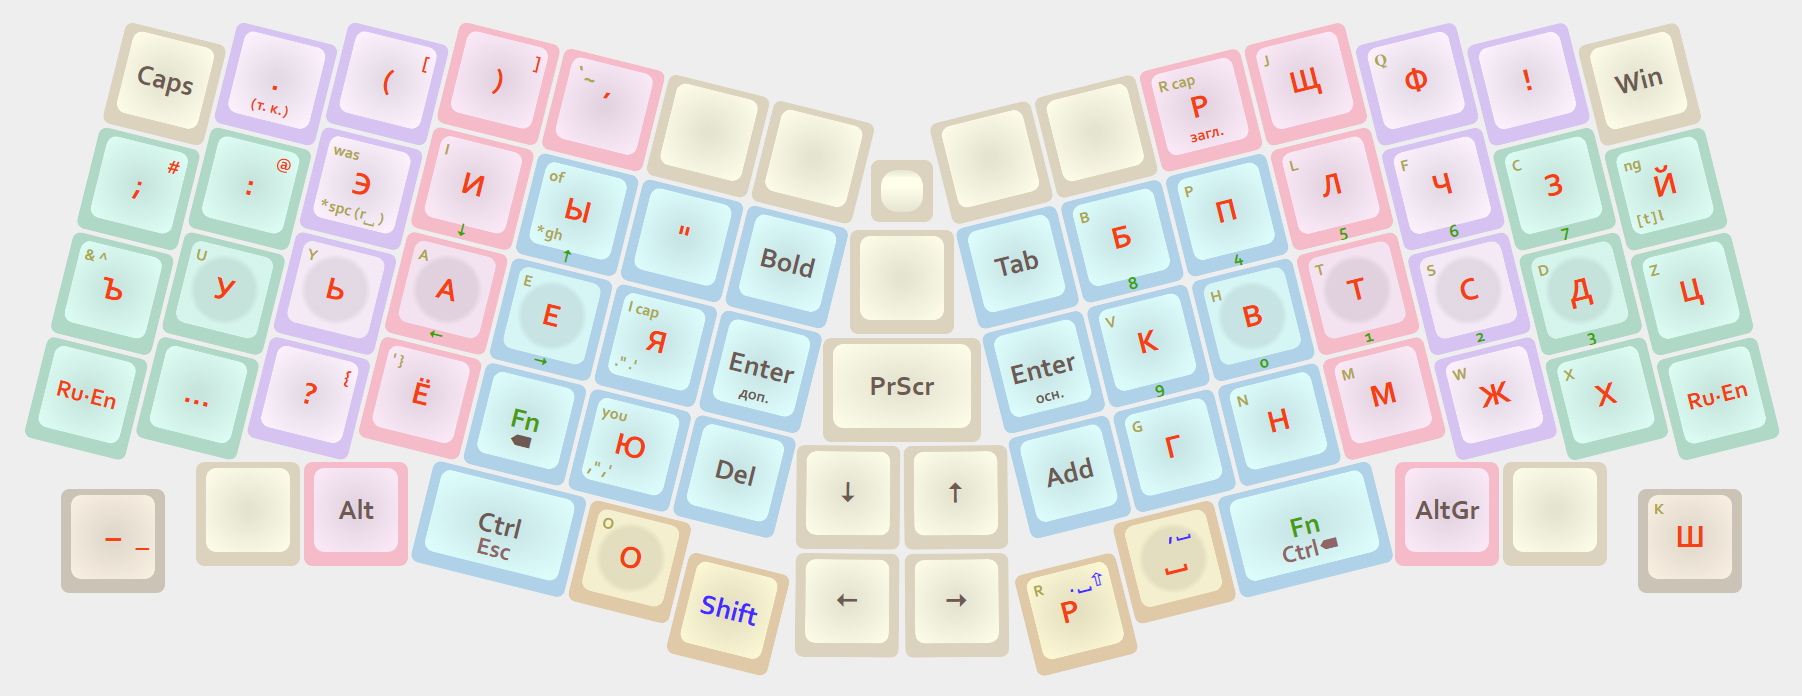 Caps
.
(т. к.)
( [
) ]
`~ ,
R cap
Р
загл.
J
Щ
Q
Ф
!
Win
; #
: @
was
Э
*spc(г␣)
I
И
↓
of
Ы
*gh
↑
"
Bold
Tab
B
Б
8
P
П
4
L
Л
5
F
Ч
6
C
З
7
ng
Й
[t]l
& ^
Ъ
U
У
Y
Ь
A
А
←
E
Е
→
I cap
Я
.".'
Enter
доп.
PrScr
Enter
осн.
V
К
9
H
В
0
T
Т
1
S
С
2
D
Д
3
Z
Ц
Ru·En
...
? {
'}
Ё
Fn
you
Ю
,",'
Del
↓
↑
Add
G
Г
N
Н
M
М
W
Ж
X
Х
Ru·En
– _
Alt
Ctrl
Esc
O
О
Shift
←
→
R
.␣⇧
Р
,␣
␣
Fn
Ctrl
AltGr
K
Ш